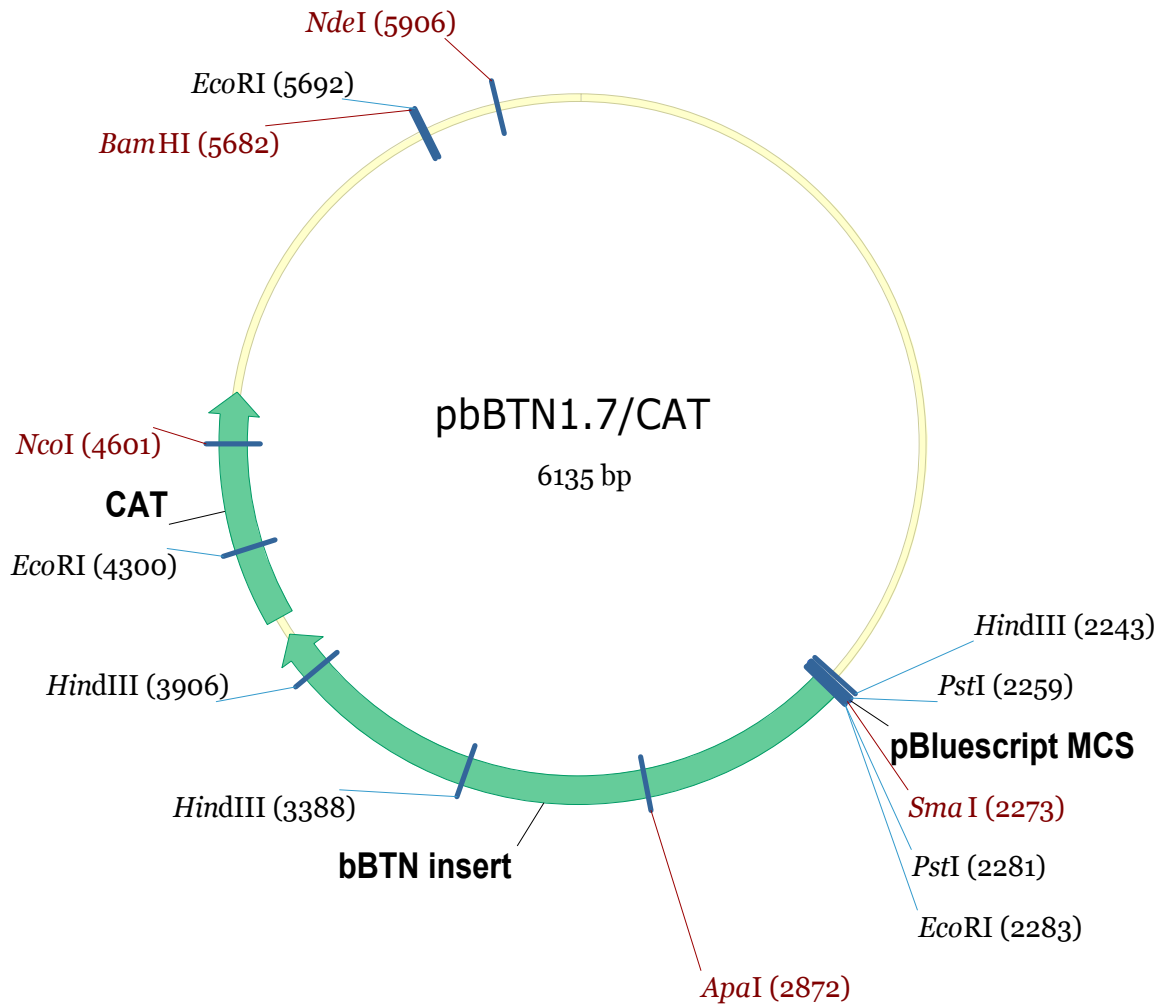 NdeI (5906)
EcoRI (5692)
BamHI (5682)
pbBTN1.7/CAT
6135 bp
NcoI (4601)
CAT
EcoRI (4300)
HindIII (2243)
HindIII (3906)
PstI (2259)
pBluescript MCS
HindIII (3388)
SmaI (2273)
bBTN insert
PstI (2281)
EcoRI (2283)
ApaI (2872)